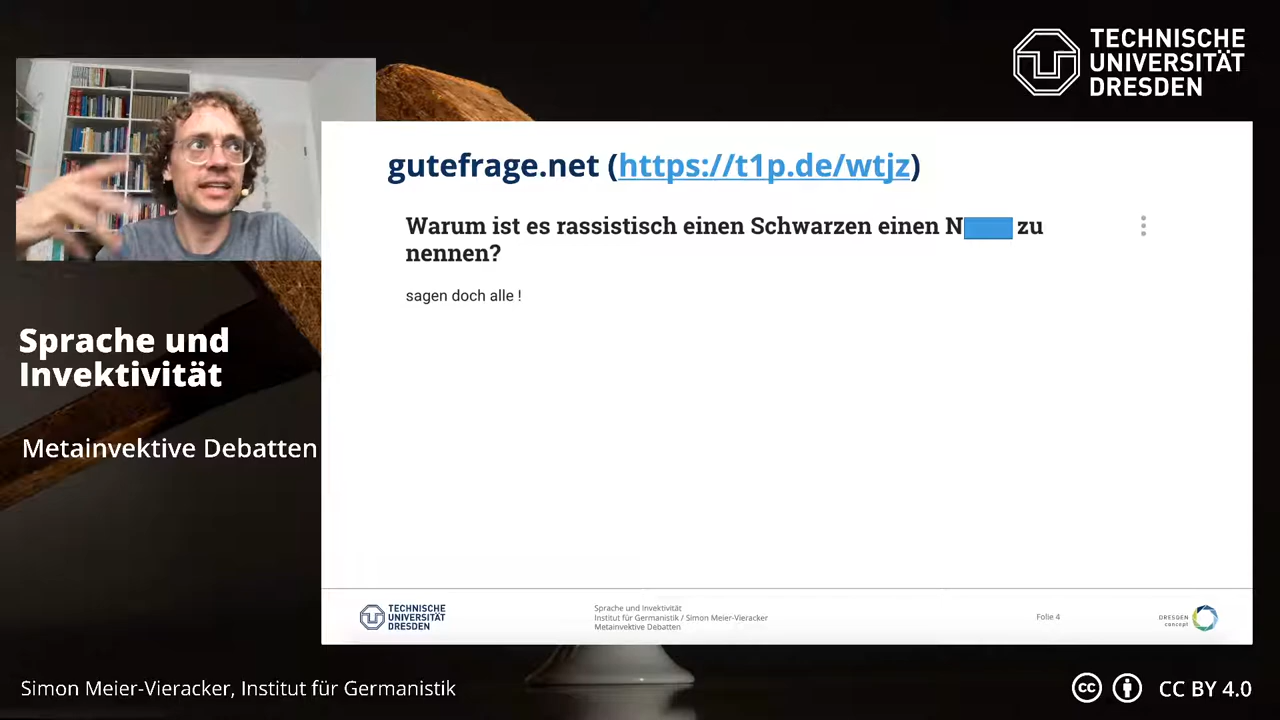 TECHNISCHE
UNIVERSITÄT
DRESDEN
gutefrage.net (https://t1p.de/wtjz)
Warum ist es rassistisch einen Schwarzen einen N zu
nennen?
sagen doch alle !
Sprache und
Invektivität
Metainvektive Debatten
TECHNISCHE
UNIVERSITÄT
DRESDEN
Sprache und Invektivität
Institut für Germanistik / Simon Meier-Vieracker
Metainvektive Debatten
Folie 4
DRESDEN
concept
Simon Meier-Vieracker, Institut für Germanistik
cc
CC BY 4.0